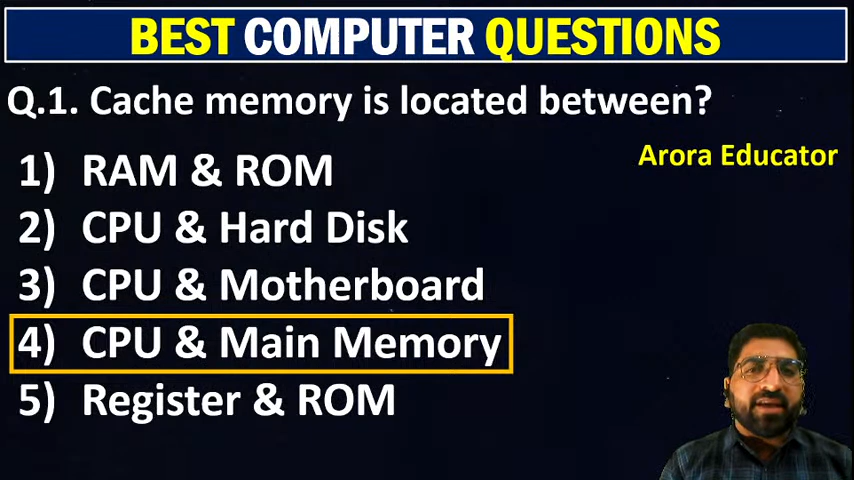 BEST COMPUTER QUESTIONS
Q.1. Cache memory is located between?
Arora Educator
1) RAM & ROM
2) CPU & Hard Disk
3) CPU & Motherboard
4) CPU & Main Memory
5) Register & ROM